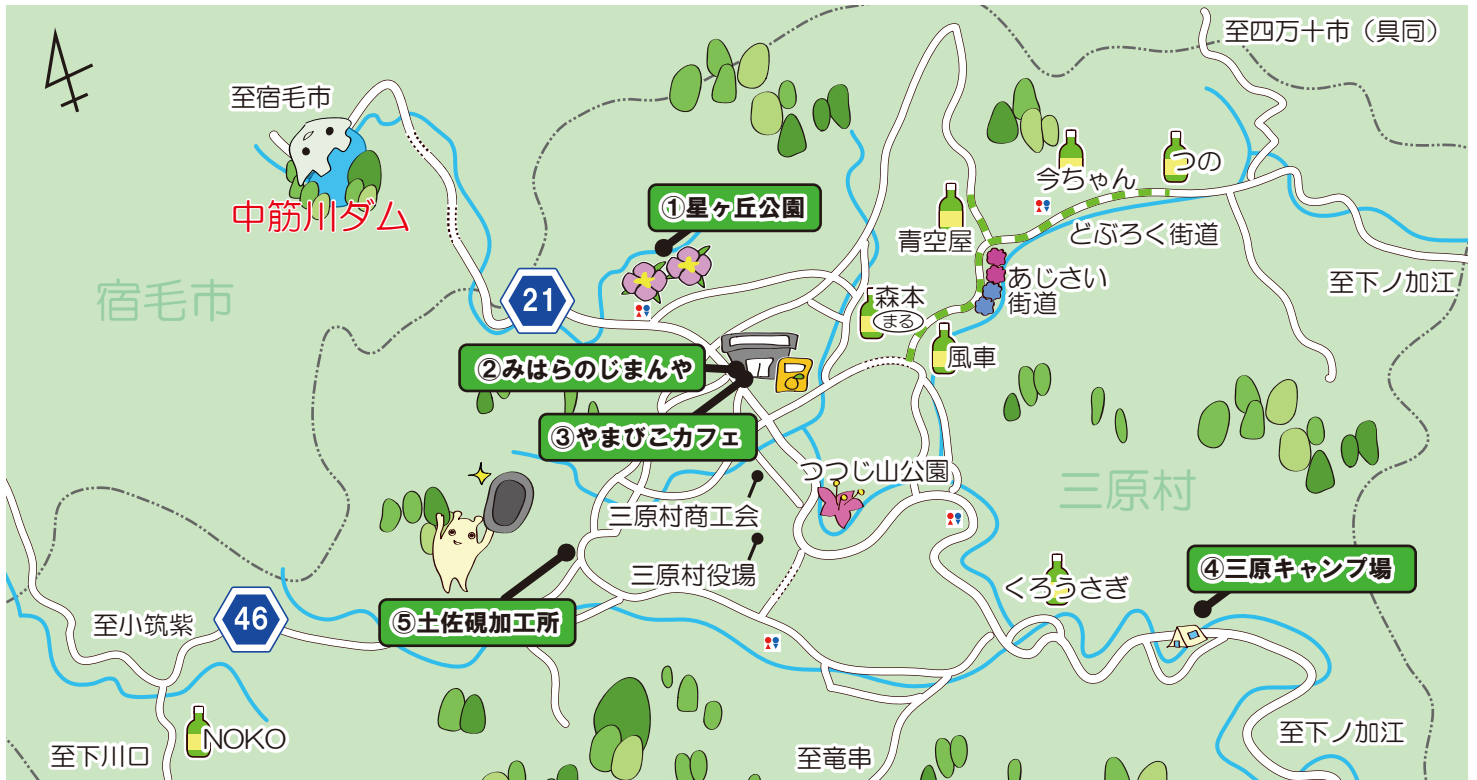 至四万十市（具同）
至宿毛市
中筋川ダム
①星ヶ丘公園
今ちゃん
つの
青空屋
どぶろく街道
あじさい
街道
至下ノ加江
宿毛市
21
森本
まる
風車
②みはらのじまんや
③やまびこカフェ
つつじ山公園
三原村
三原村商工会
三原村役場
くろうさぎ
④三原キャンプ場
⑤土佐硯加工所
46
至小筑紫
NOKO
至下川口
至竜串
至下ノ加江